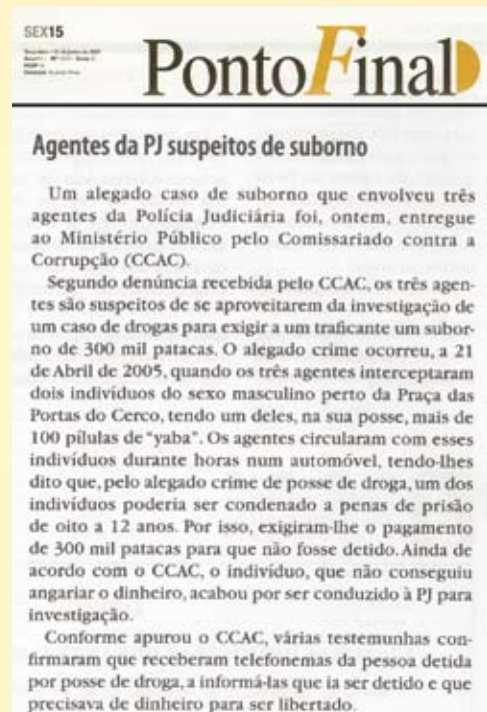 SEX15
PontoFinal
Agentes da PJ suspeitos de suborno
Um alegado caso de suborno que envolveu três
agentes da Polícia Judiciária foi, ontem, entregue
ao Ministério Público pelo Comissariado contra a
Corrupção (CCAC).
Segundo denúncia recebida pelo CCAC, os três agen-
tes são suspeitos de se aproveitarem da investigação de
um caso de drogas para exigir a um traficante um subor-
no de 300 mil patacas. O alegado crime ocorreu, a 21
de Abril de 2005, quando os três agentes interceptaram
dois indivíduos do sexo masculino perto da Praça das
Portas do Cerco, tendo um deles, na sua posse, mais de
100 pílulas de "yaba". Os agentes circularam com esses
indivíduos durante horas num automóvel, tendo-lhes
dito que, pelo alegado crime de posse de droga, um dos
indivíduos poderia ser condenado a penas de prisão
de oito a 12 anos. Por isso, exigiram-lhe o pagamento
de 300 mil patacas para que não fosse detido. Ainda de
acordo com o CCAC, o indivíduo, que não conseguiu
angariar o dinheiro, acabou por ser conduzido à PJ para
investigação.
Conforme apurou o CCAC, várias testemunhas con-
firmaram que receberam telefonemas da pessoa detida
por posse de droga, a informá-las que ia ser detido e que
precisava de dinheiro para ser libertado.